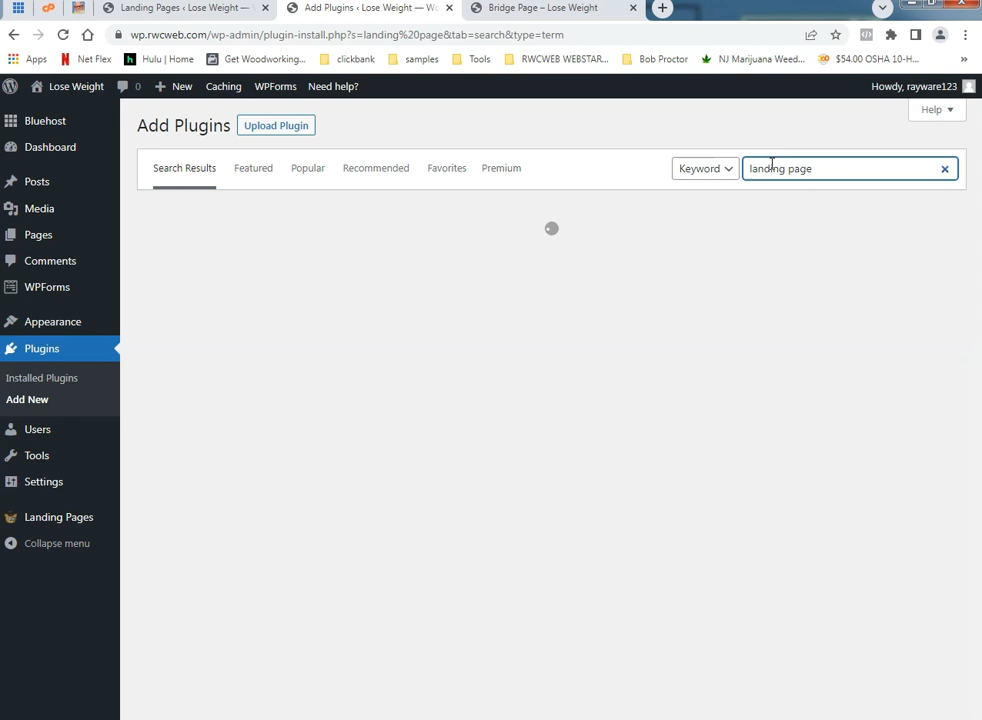 Landing Pages ‹ Lose Weight —
Add Plugins ‹ Lose Weight — Wo
Bridge Page – Lose Weight
wp.rwcweb.com/wp-admin/plugin-install.php?s=landing%20page&tab=search&type=term
Apps
Net Flex
Hulu | Home
Get Woodworking...
clickbank
samples
Tools
RWCWEB WEBSTAR...
Bob Proctor
NJ Marijuana Weed...
$54.00 OSHA 10-H...
»
Lose Weight
0
New
Caching
WPForms
Need help?
Howdy, rayware123
Help
Bluehost
Dashboard
Posts
Media
Pages
Comments
WPForms
Appearance
Plugins
Installed Plugins
Add New
Users
Tools
Settings
Landing Pages
Collapse menu
Add Plugins
Upload Plugin
Search Results
Featured
Popular
Recommended
Favorites
Premium
Keyword
landing page